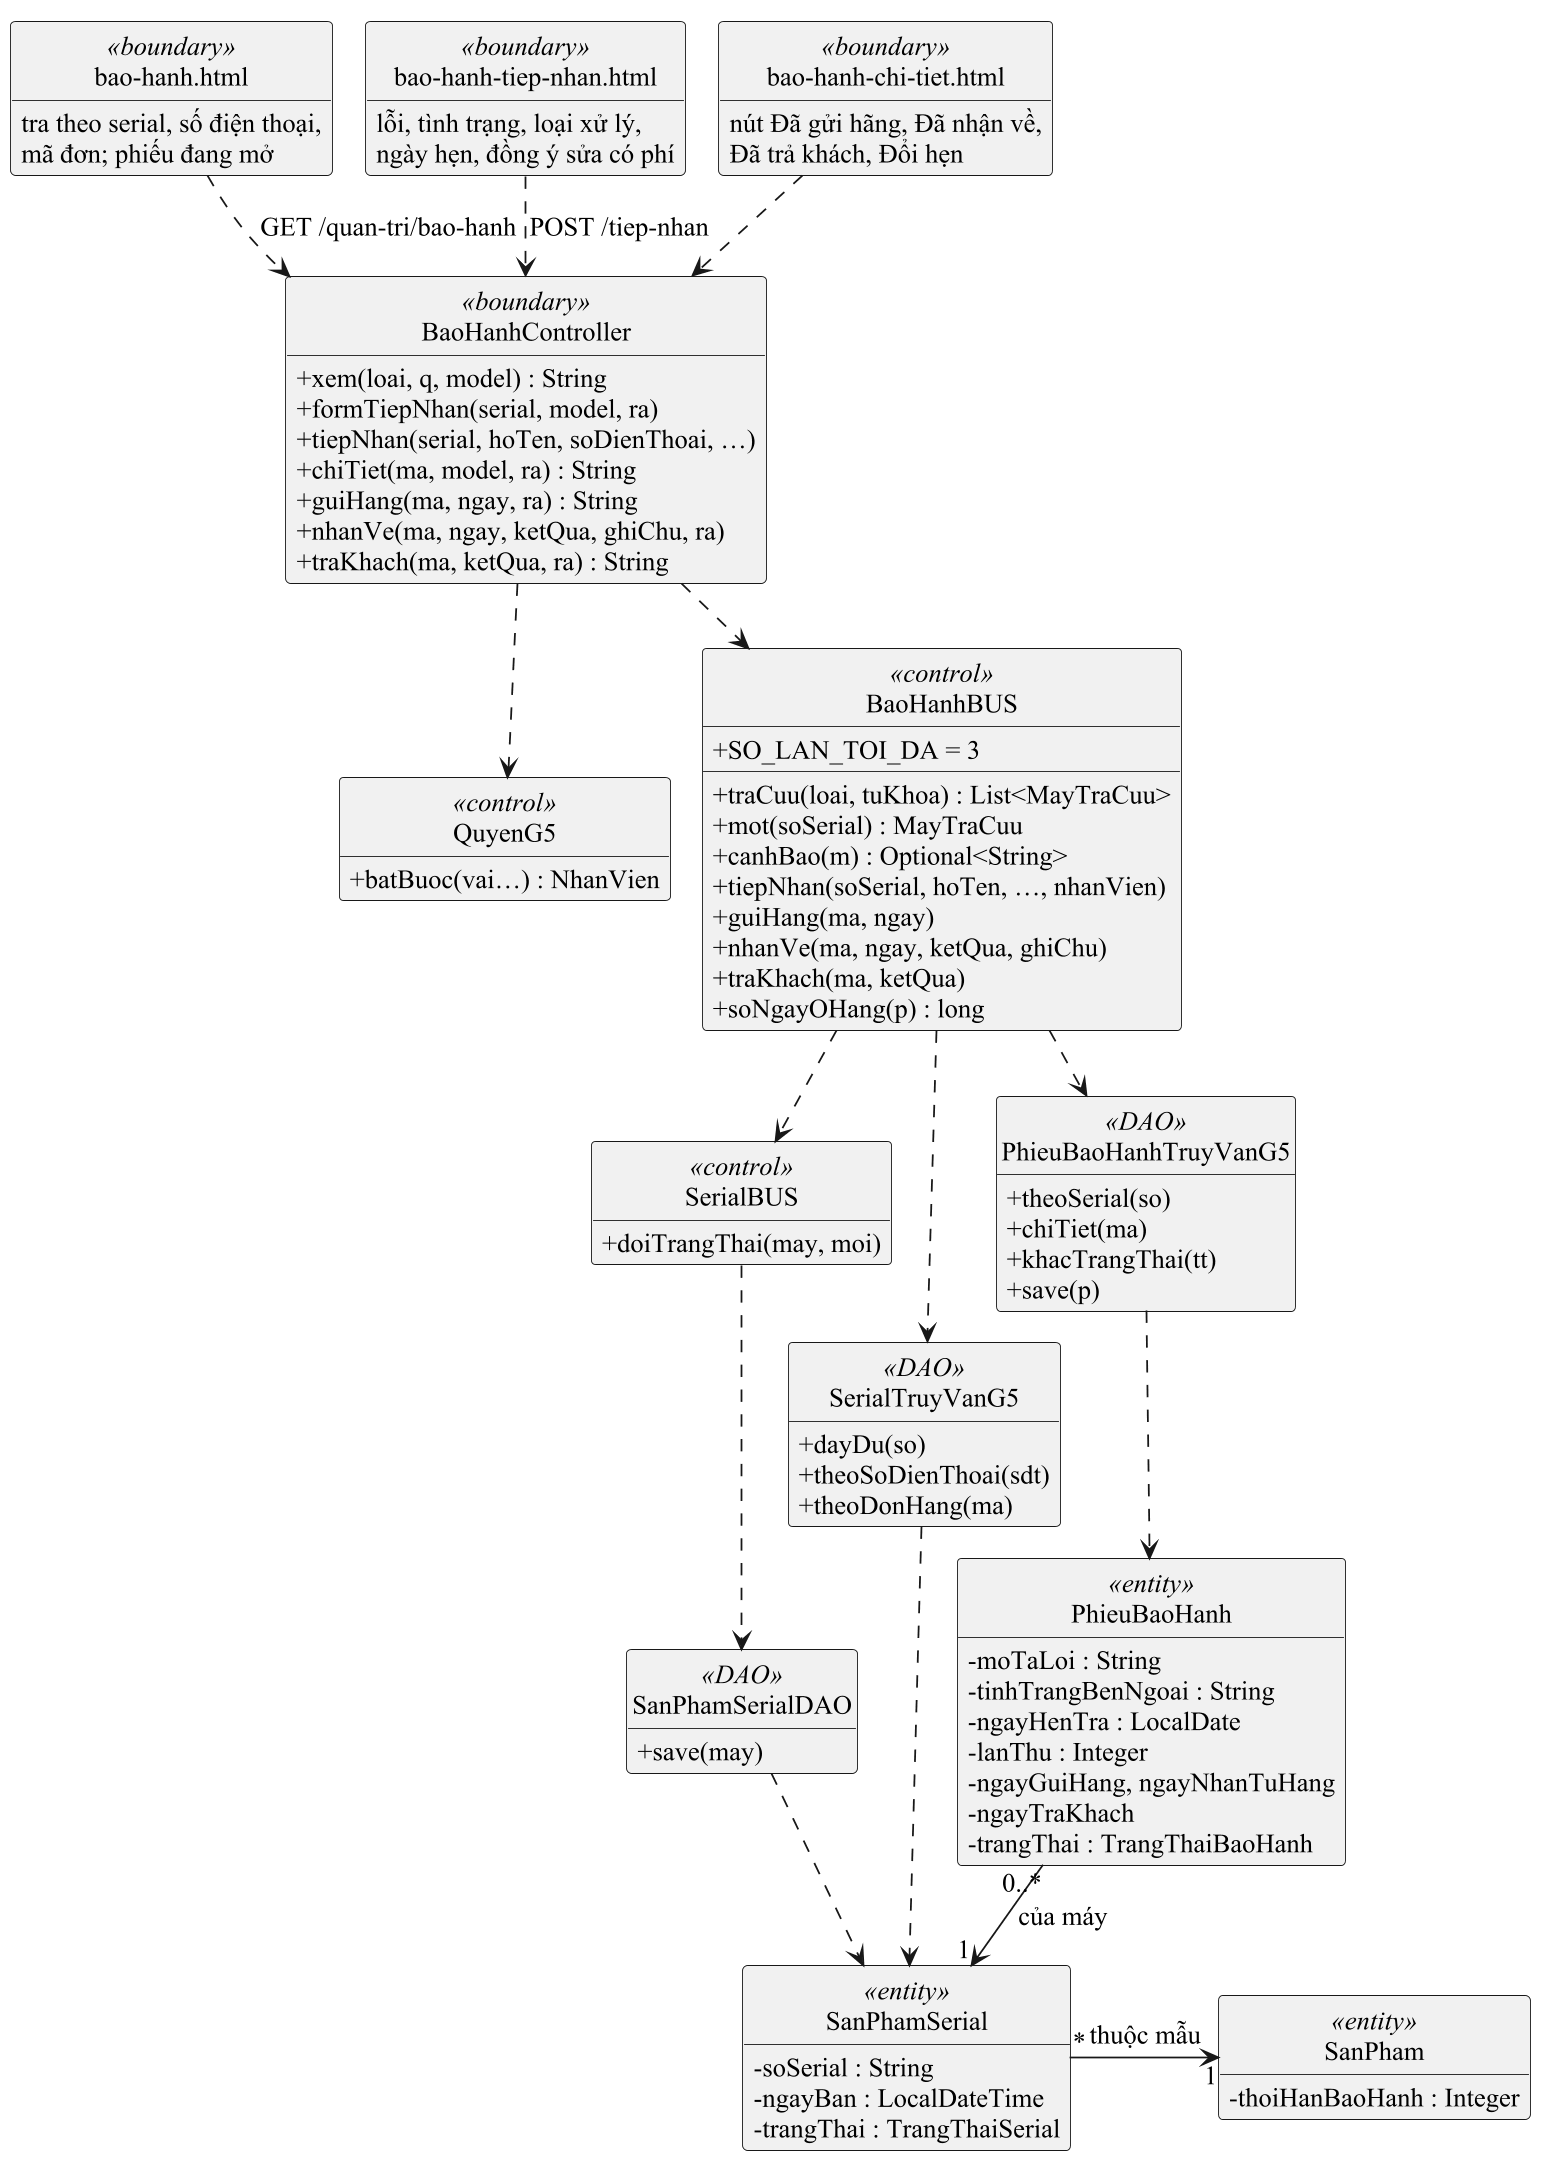 «boundary»
bao-hanh.html
tra theo serial, số điện thoại,
mã đơn; phiếu đang mở
«boundary»
bao-hanh-tiep-nhan.html
lỗi, tình trạng, loại xử lý,
ngày hẹn, đồng ý sửa có phí
«boundary»
bao-hanh-chi-tiet.html
nút Đã gửi hãng, Đã nhận về,
Đã trả khách, Đổi hẹn
GET /quan-tri/bao-hanh
POST /tiep-nhan
«boundary»
BaoHanhController
+xem(loai, q, model) : String
+formTiepNhan(serial, model, ra)
+tiepNhan(serial, hoTen, soDienThoai, …)
+chiTiet(ma, model, ra) : String
+guiHang(ma, ngay, ra) : String
+nhanVe(ma, ngay, ketQua, ghiChu, ra)
+traKhach(ma, ketQua, ra) : String
«control»
QuyenG5
+batBuoc(vai…) : NhanVien
«control»
BaoHanhBUS
+SO_LAN_TOI_DA = 3
+traCuu(loai, tuKhoa) : List<MayTraCuu>
+mot(soSerial) : MayTraCuu
+canhBao(m) : Optional<String>
+tiepNhan(soSerial, hoTen, …, nhanVien)
+guiHang(ma, ngay)
+nhanVe(ma, ngay, ketQua, ghiChu)
+traKhach(ma, ketQua)
+soNgayOHang(p) : long
«control»
SerialBUS
+doiTrangThai(may, moi)
«DAO»
PhieuBaoHanhTruyVanG5
+theoSerial(so)
+chiTiet(ma)
+khacTrangThai(tt)
+save(p)
«DAO»
SerialTruyVanG5
+dayDu(so)
+theoSoDienThoai(sdt)
+theoDonHang(ma)
«DAO»
SanPhamSerialDAO
+save(may)
«entity»
PhieuBaoHanh
-moTaLoi : String
-tinhTrangBenNgoai : String
-ngayHenTra : LocalDate
-lanThu : Integer
-ngayGuiHang, ngayNhanTuHang
-ngayTraKhach
-trangThai : TrangThaiBaoHanh
0..*
của máy
1
«entity»
SanPhamSerial
-soSerial : String
-ngayBan : LocalDateTime
-trangThai : TrangThaiSerial
* thuộc mẫu
1
«entity»
SanPham
-thoiHanBaoHanh : Integer